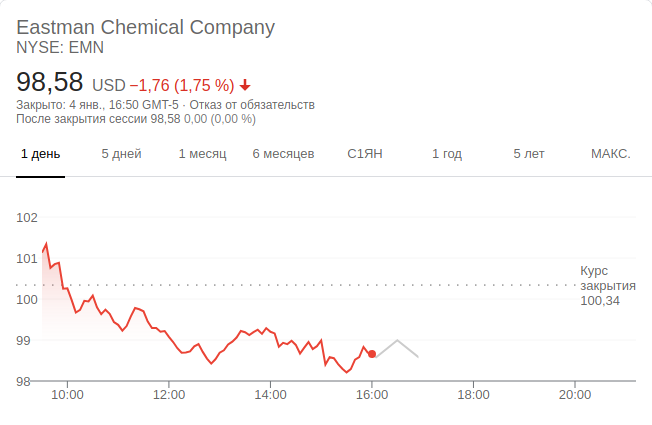 Eastman Chemical Company
NYSE: EMN
98,58 USD −1,76 (1,75 %)
Закрыто: 4 янв., 16:50 GMT-5 · Отказ от обязательств
После закрытия сессии 98,58 0,00 (0,00 %)
1 день 5 дней 1 месяц 6 месяцев С1ЯН 1 год 5 лет МАКС.
102
101
Курс
закрытия
100,34
100
99
98
10:00 12:00 14:00 16:00 18:00 20:00